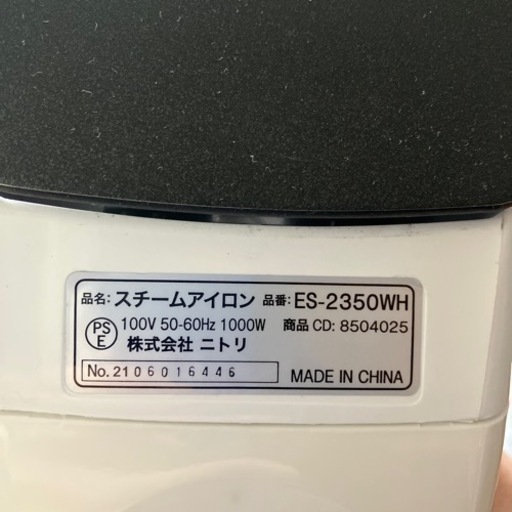 品名: スチームアイロン 品番: ES-2350WH
PS E 100V 50-60Hz 1000W 商品 CD: 8504025
株式会社 ニトリ
No.2106016446 MADE IN CHINA